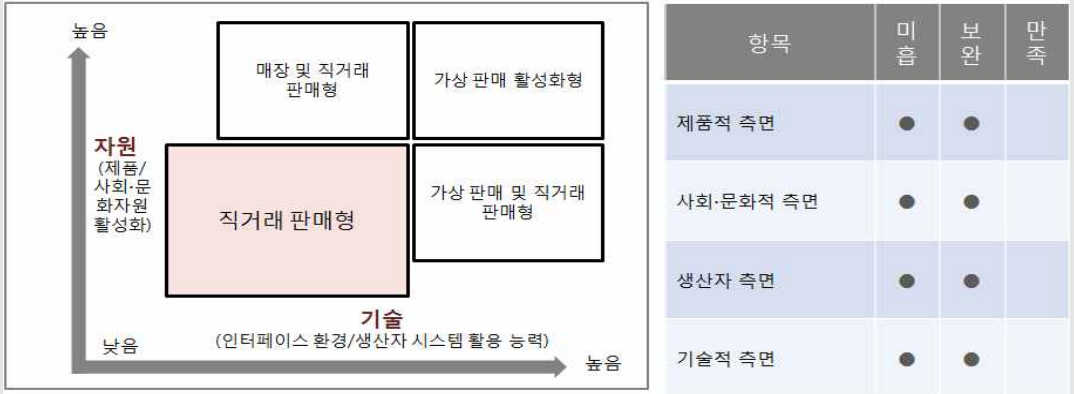 높음
매장 및 직거래
판매형
가상 판매 활성화형
자원
(제품/
사회·문
화자원
활성화)
직거래 판매형
가상 판매 및 직거래
판매형
기술
(인터페이스 환경/생산자 시스템 활용 능력)
낮음
높음
항목
미흡
보완
만족
제품적 측면 ● ●
사회·문화적 측면 ● ●
생산자 측면 ● ●
기술적 측면 ● ●